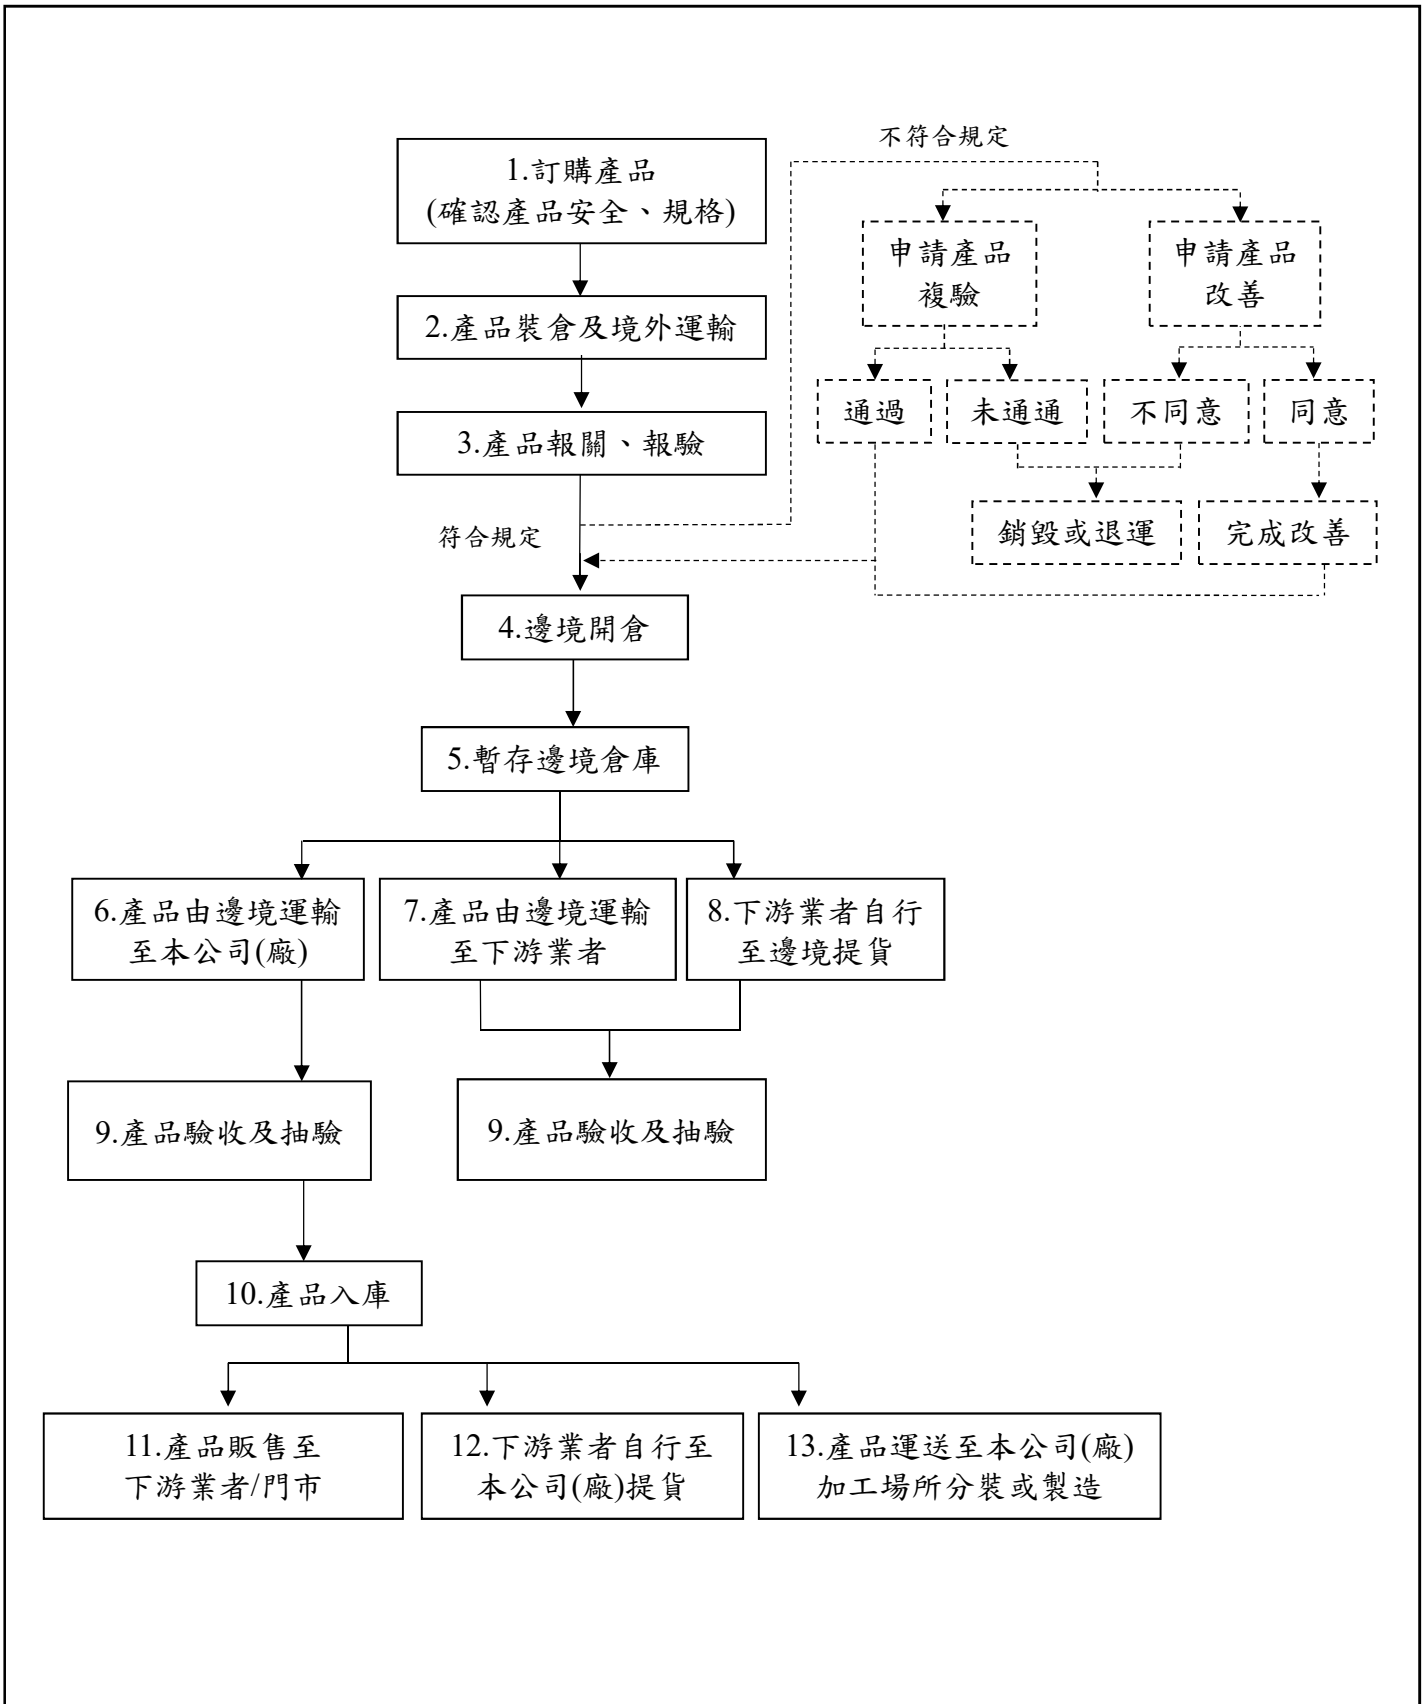 不符合規定
1.訂購產品
(確認產品安全、規格)
申請產品
複驗
申請產品
改善
2.產品裝倉及境外運輸
通過
未通通
不同意
同意
3.產品報關、報驗
符合規定
銷毀或退運
完成改善
4.邊境開倉
5.暫存邊境倉庫
6.產品由邊境運輸
至本公司(廠)
7.產品由邊境運輸
至下游業者
8.下游業者自行
至邊境提貨
9.產品驗收及抽驗
9.產品驗收及抽驗
10.產品入庫
11.產品販售至
下游業者/門市
12.下游業者自行至
本公司(廠)提貨
13.產品運送至本公司(廠)
加工場所分裝或製造